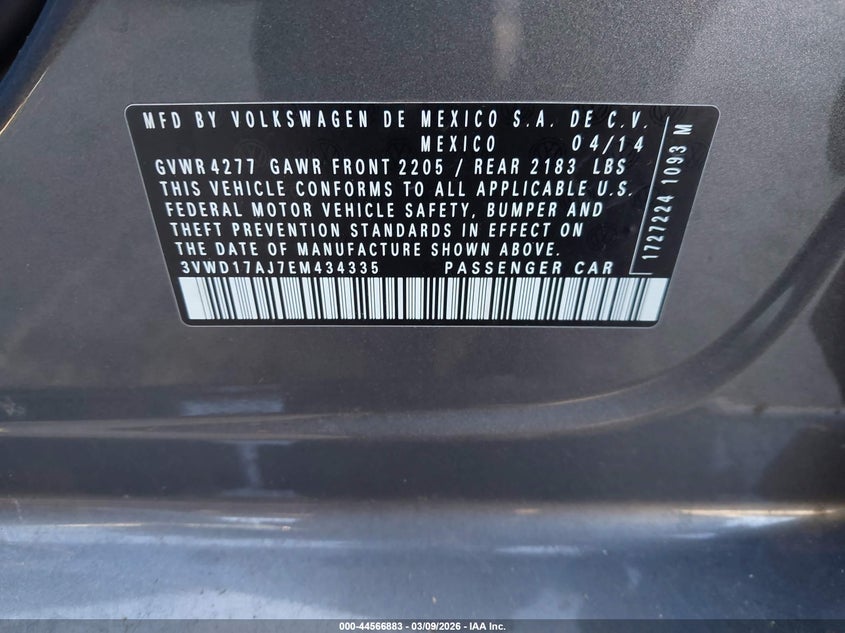 MFD BY VOLKSWAGEN DE MEXICO S.A. DE C.V.
MEXICO 04/14
GVWR 4277 GAWR FRONT 2205 / REAR 2183 LBS
THIS VEHICLE CONFORMS TO ALL APPLICABLE U.S.
FEDERAL MOTOR VEHICLE SAFETY, BUMPER AND
THEFT PREVENTION STANDARDS IN EFFECT ON
THE DATE OF MANUFACTURE SHOWN ABOVE.
3VWD17AJ7EM434335 PASSENGER CAR
1727224 1093 M
000-44566883 - 03/09/2026 - IAA Inc.